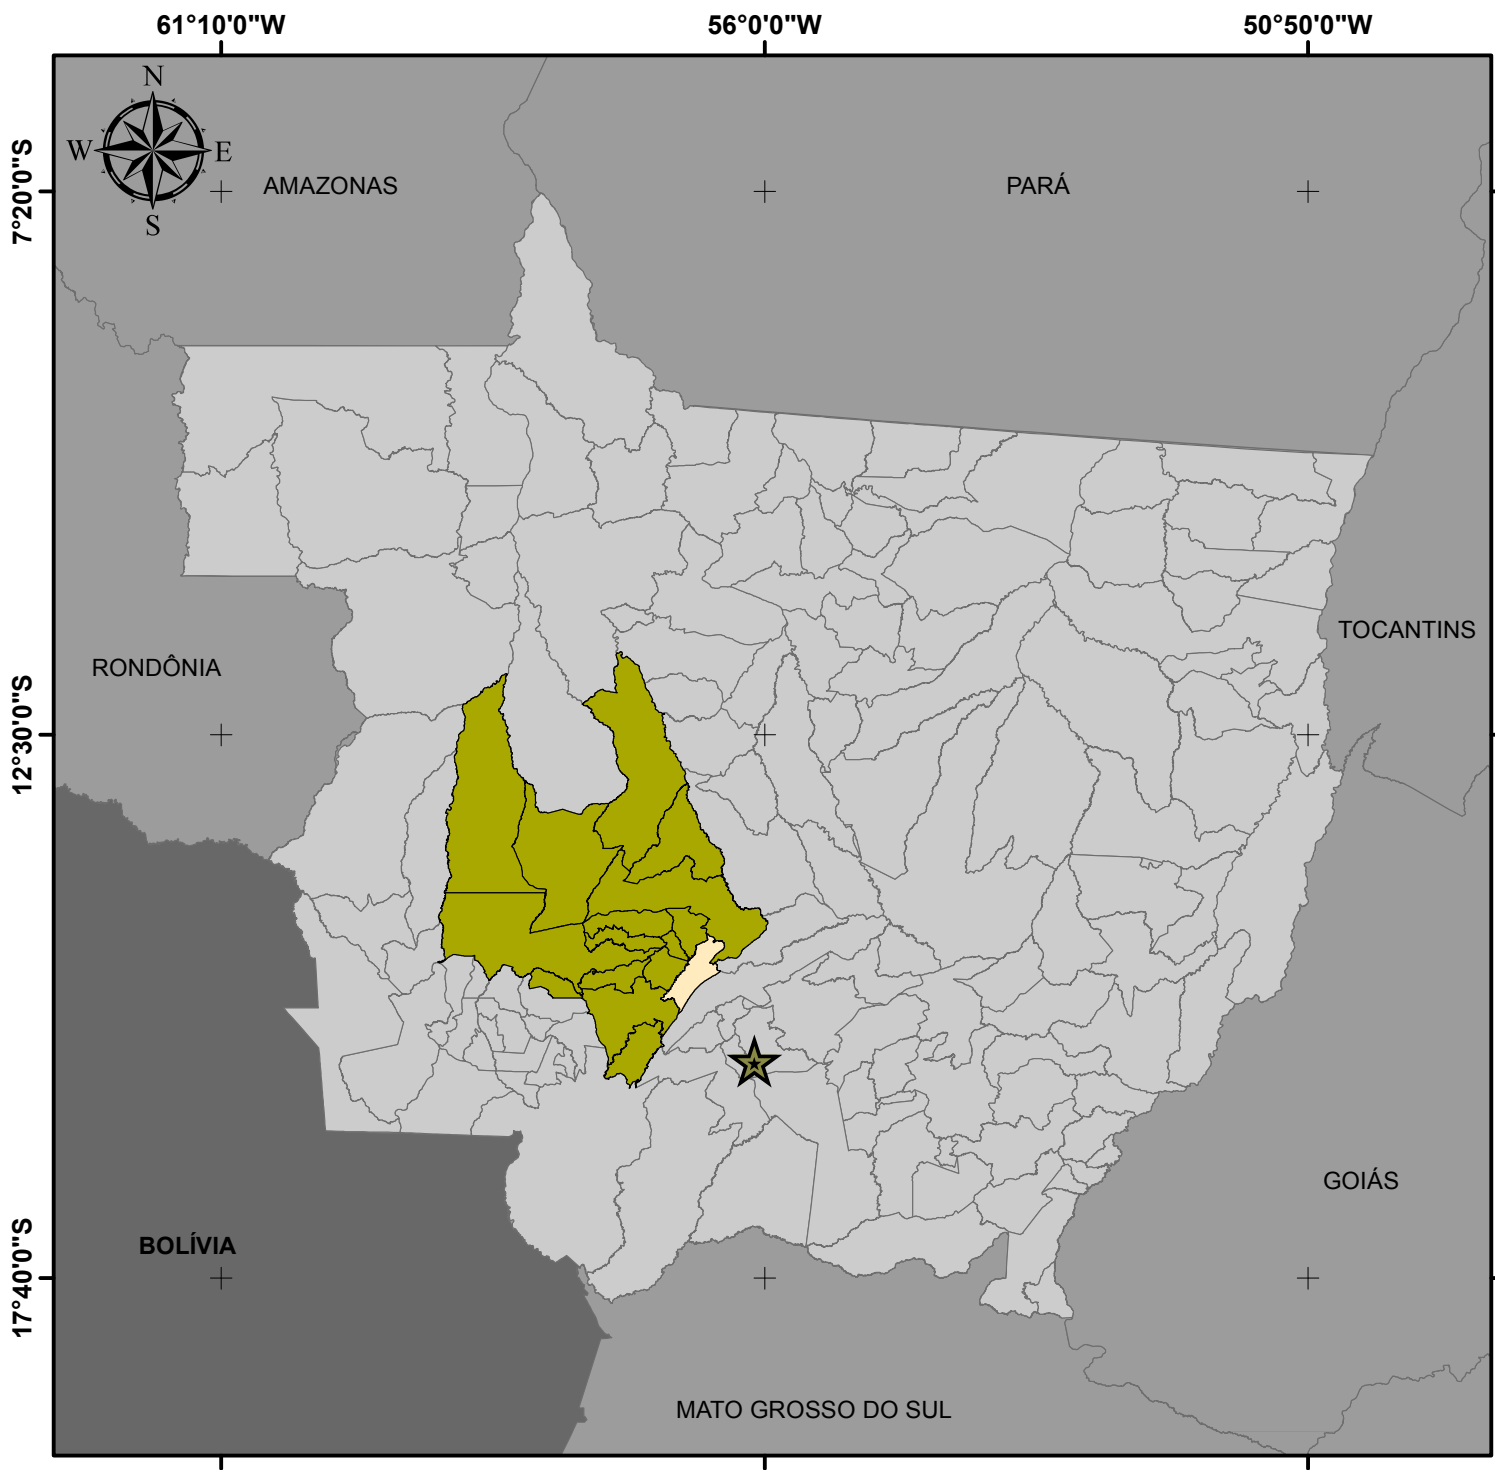 61°10'0"W 56°0'0"W 50°50'0"W
N
W E
S
7°20'0"S
AMAZONAS PARÁ
TOCANTINS
RONDÔNIA
12°30'0"S
GOIÁS
BOLÍVIA
17°40'0"S
MATO GROSSO DO SUL